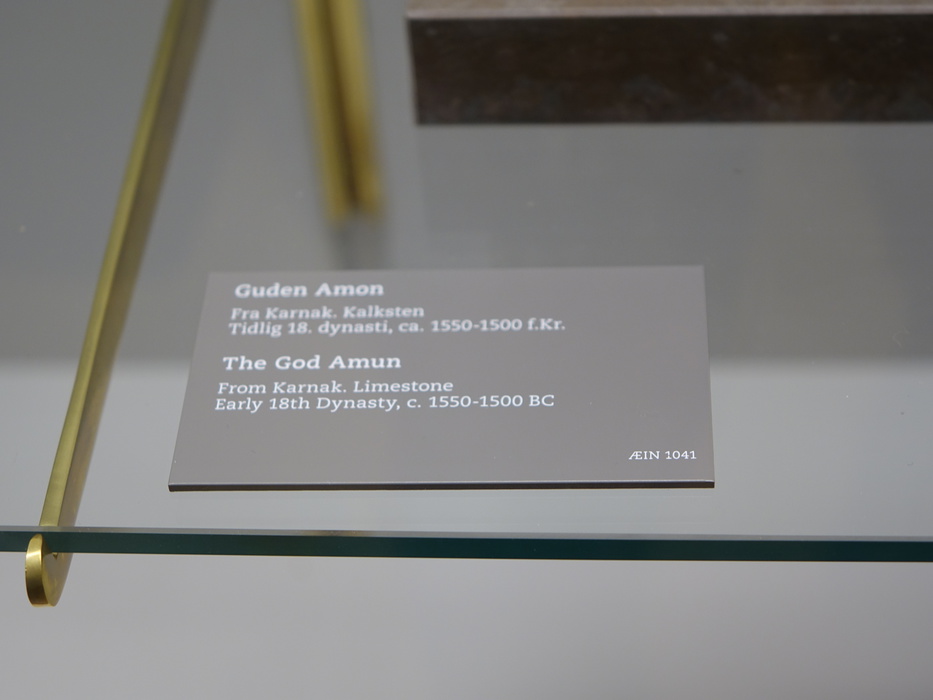 Guden Amon
Fra Karnak. Kalksten
Tidlig 18. dynasti, ca. 1550-1500 f.Kr.
The God Amun
From Karnak. Limestone
Early 18th Dynasty, c. 1550-1500 BC
ÆIN 1041